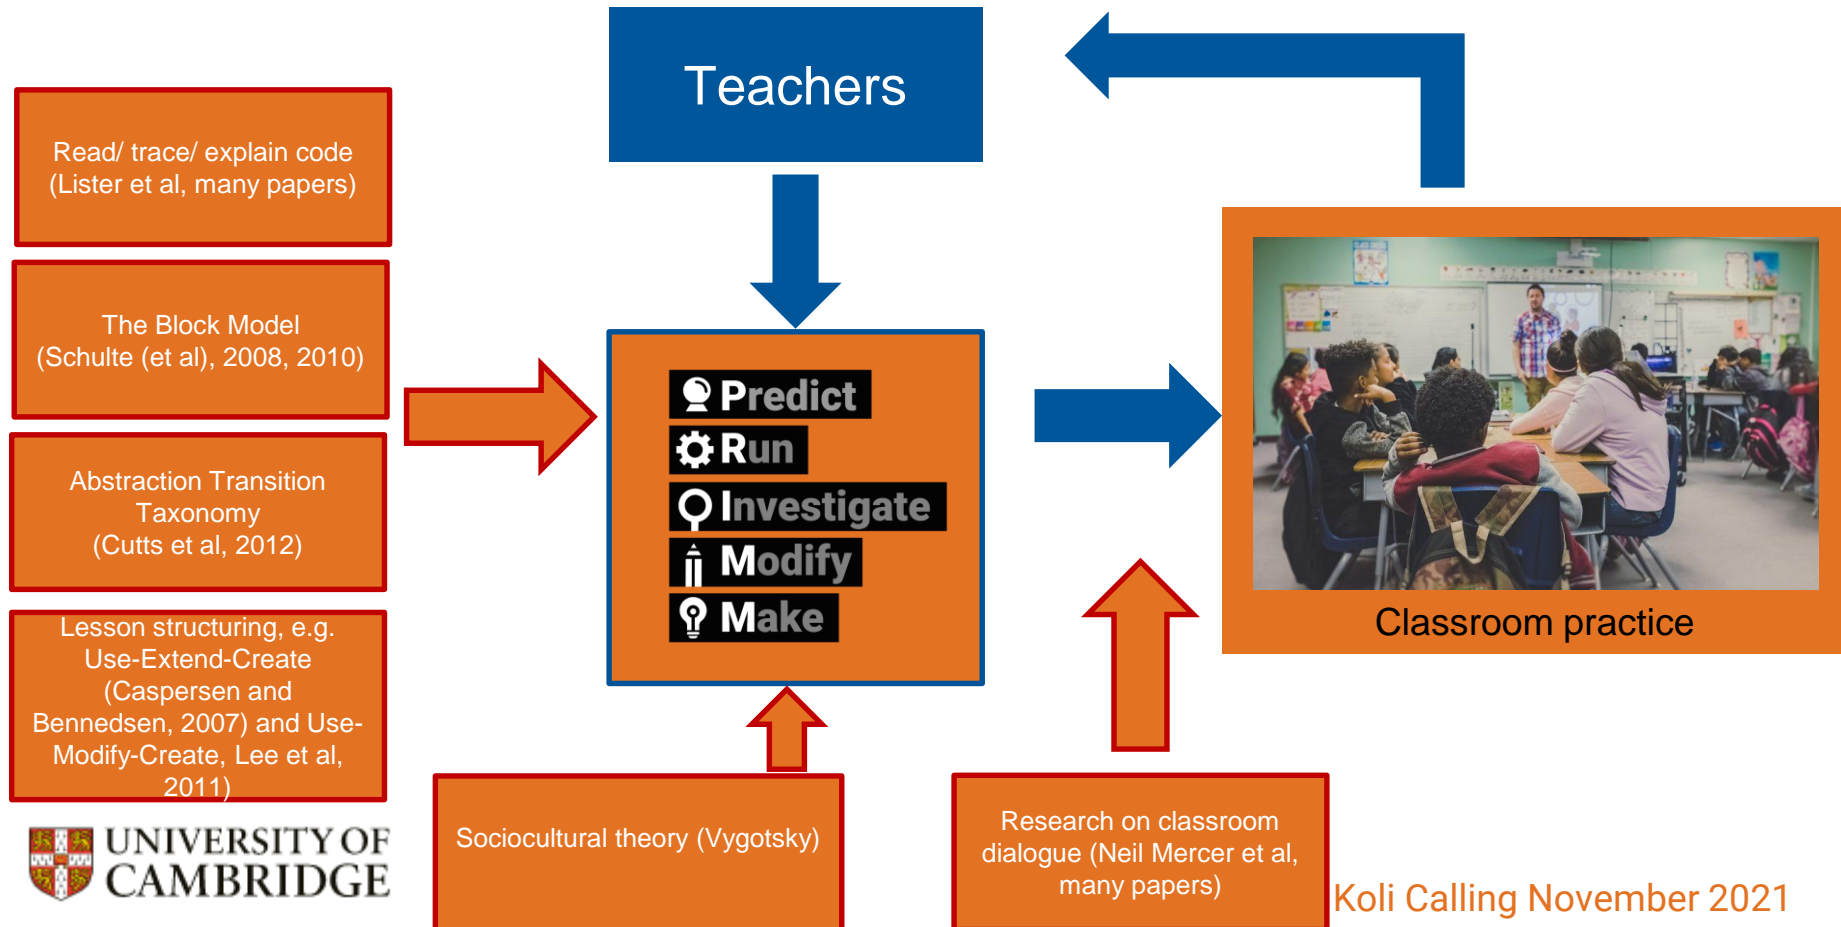 Teachers
Read/ trace/ explain code
(Lister et al, many papers)
The Block Model
(Schulte (et al), 2008, 2010)
Abstraction Transition
Taxonomy
(Cutts et al, 2012)
Lesson structuring, e.g.
Use-Extend-Create
(Caspersen and
Bennedsen, 2007) and Use-
Modify-Create, Lee et al,
2011)
Predict
Run
Investigate
Modify
Make
Classroom practice
Sociocultural theory (Vygotsky)
Research on classroom
dialogue (Neil Mercer et al,
many papers)
UNIVERSITY OF
CAMBRIDGE
Koli Calling November 2021